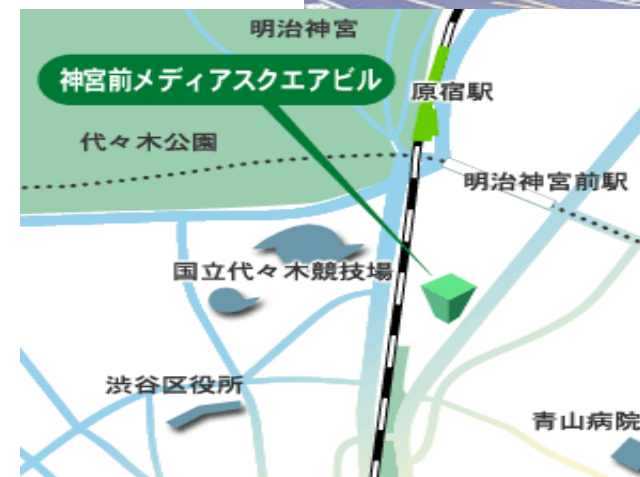 明治神宮
神宮前メディアスクエアビル
原宿駅
代々木公園
明治神宮前駅
国立代々木競技場
渋谷区役所
青山病院